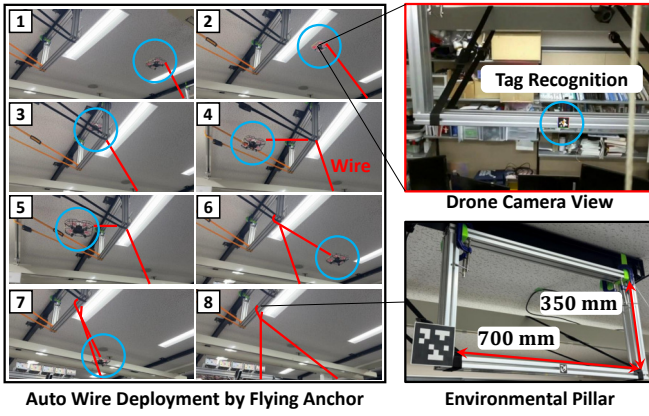 1
2
3
4
Wire
5
6
7
8
Auto Wire Deployment by Flying Anchor
Tag Recognition
Drone Camera View
350 mm
700 mm
Environmental Pillar